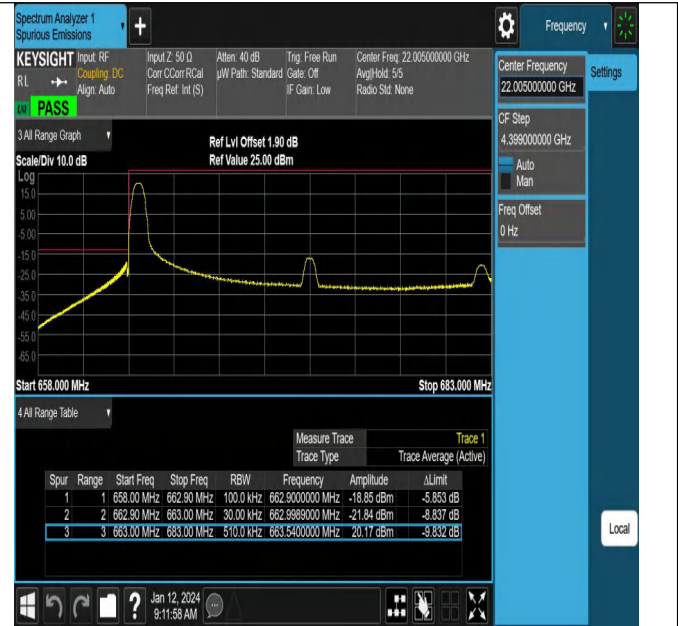 Spectrum Analyzer 1
Spurious Emissions
Frequency
KEYSIGHT Input: RF Input Z: 50 Ω Atten: 40 dB Trig: Free Run Center Freq: 22.005000000 GHz
RL Coupling: DC Corr CCorr RCal µW Path: Standard Gate: Off Avg|Hold: 5/5
Align: Auto Freq Ref: Int (S) IF Gain: Low Radio Std: None
LXI PASS
Center Frequency
22.005000000 GHz
Settings
CF Step
4.399000000 GHz
Auto
Man
Freq Offset
0 Hz
3 All Range Graph
Ref Lvl Offset 1.90 dB
Scale/Div 10.0 dB Ref Value 25.00 dBm
Log
15.0
5.00
-5.00
-15.0
-25.0
-35.0
-45.0
-55.0
-65.0
Start 658.000 MHz Stop 683.000 MHz
4 All Range Table
Measure Trace Trace 1
Trace Type Trace Average (Active)
Spur Range Start Freq Stop Freq RBW Frequency Amplitude ΔLimit
1 1 658.00 MHz 662.90 MHz 100.0 kHz 662.9000000 MHz -18.85 dBm -5.853 dB
2 2 662.90 MHz 663.00 MHz 30.00 kHz 662.9989000 MHz -21.84 dBm -8.837 dB
3 3 663.00 MHz 683.00 MHz 510.0 kHz 663.5400000 MHz 20.17 dBm -9.832 dB
Local
? Jan 12, 2024
9:11:58 AM